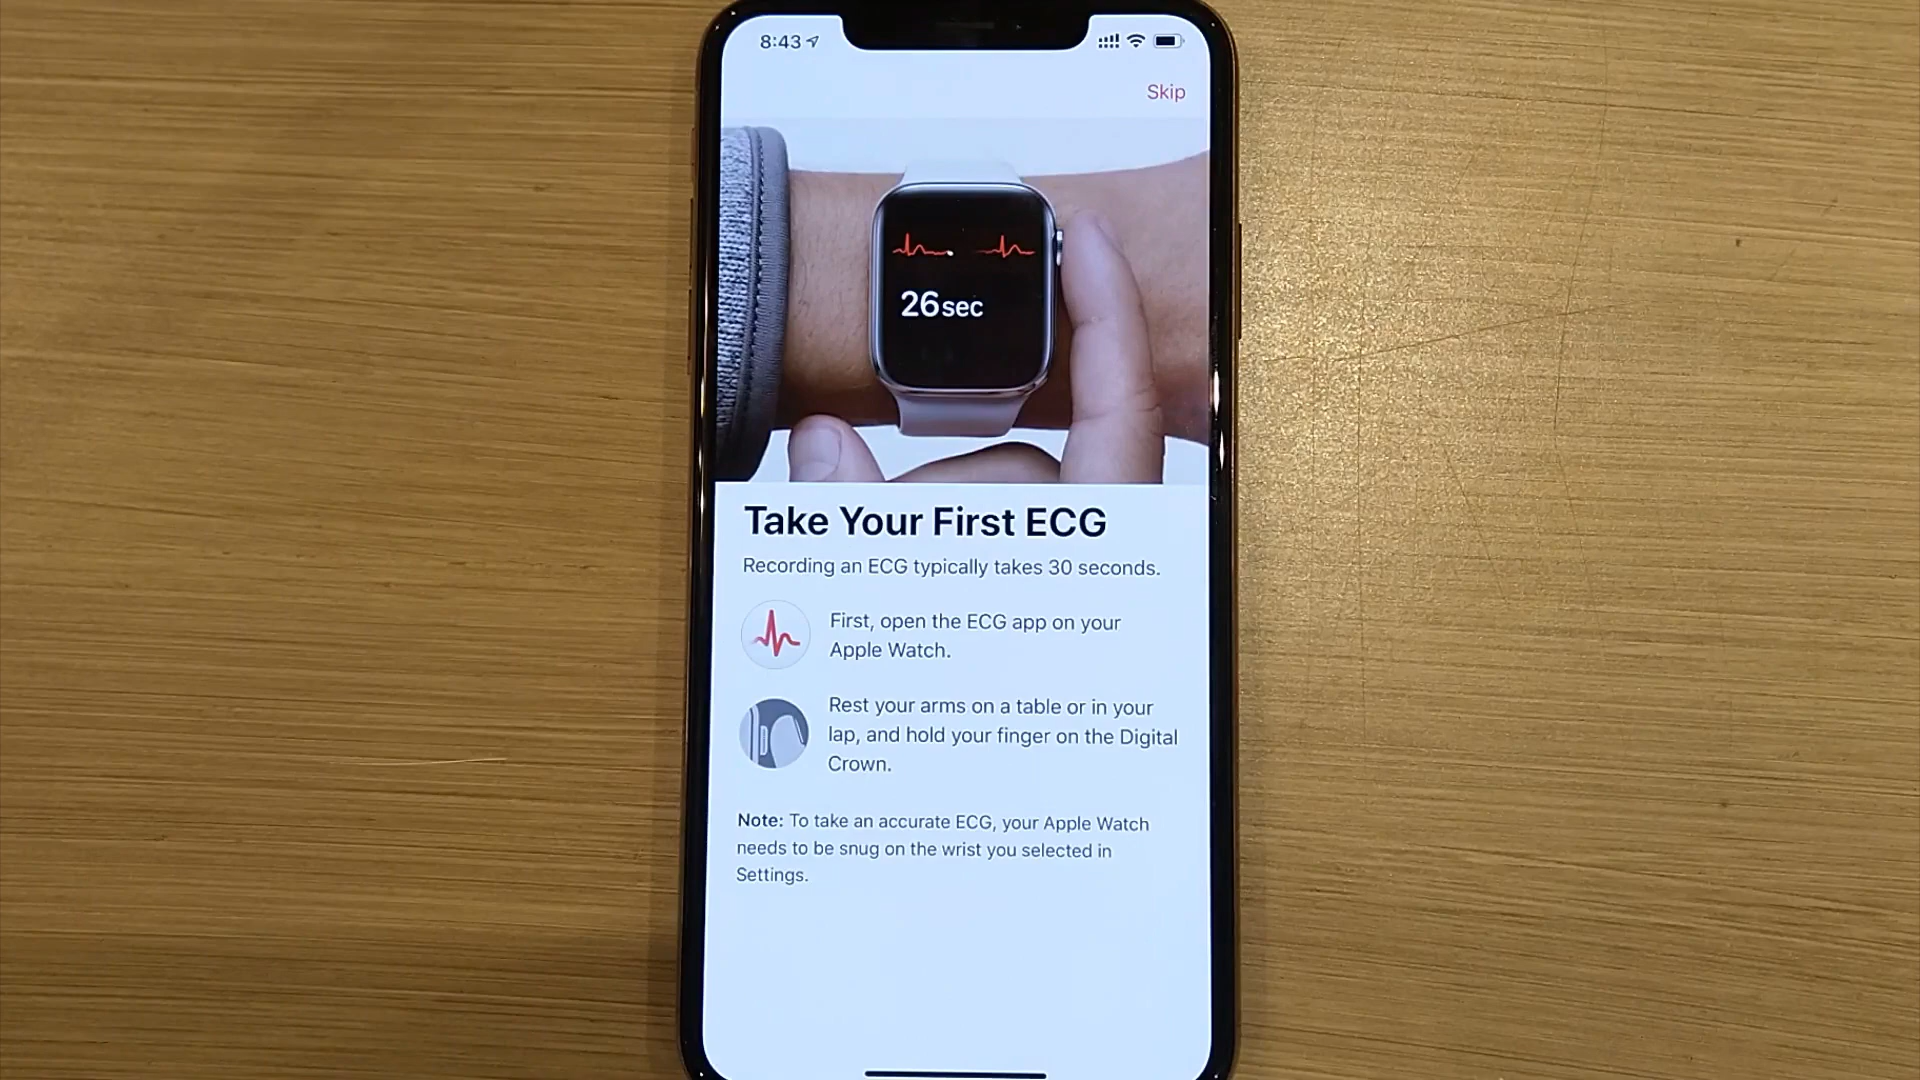 8:43
Skip
26sec
Take Your First ECG
Recording an ECG typically takes 30 seconds.
First, open the ECG app on your
Apple Watch.
Rest your arms on a table or in your
lap, and hold your finger on the Digital
Crown.
Note: To take an accurate ECG, your Apple Watch
needs to be snug on the wrist you selected in
Settings.